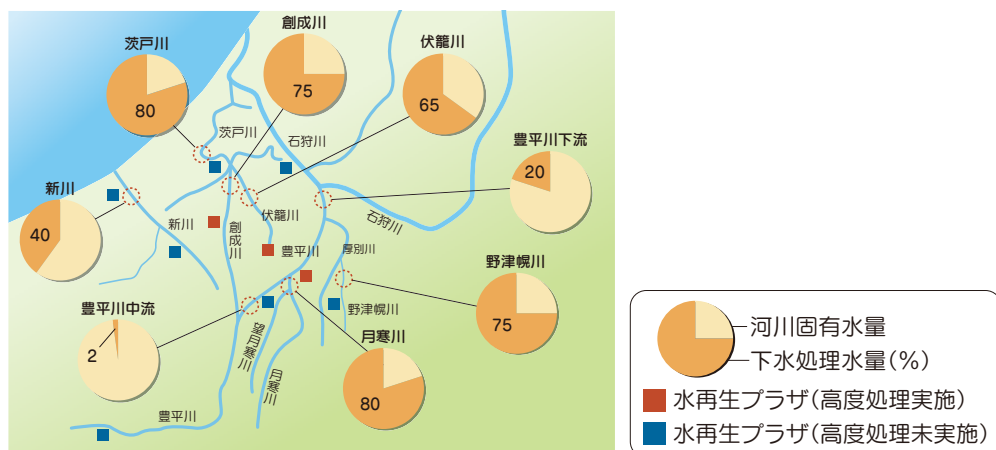 創成川
75
茨戸川
80
伏籠川
65
豊平川下流
20
茨戸川
石狩川
新川
40
新川
創成川
伏籠川
石狩川
豊平川
厚別川
野津幌川
75
豊平川中流
2
野津幌川
望月寒川
月寒川
80
月寒川
豊平川
河川固有水量
下水処理水量(%)
水再生プラザ(高度処理実施)
水再生プラザ(高度処理未実施)